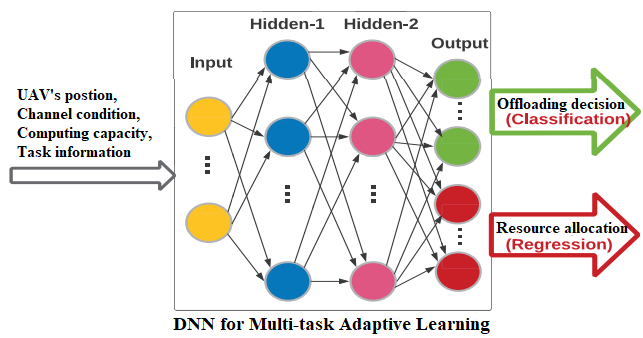 Hidden-1 Hidden-2
Input
Output
UAV's postion,
Channel condition,
Computing capacity,
Task information
Offloading decision
(Classification)
Resource allocation
(Regression)
DNN for Multi-task Adaptive Learning